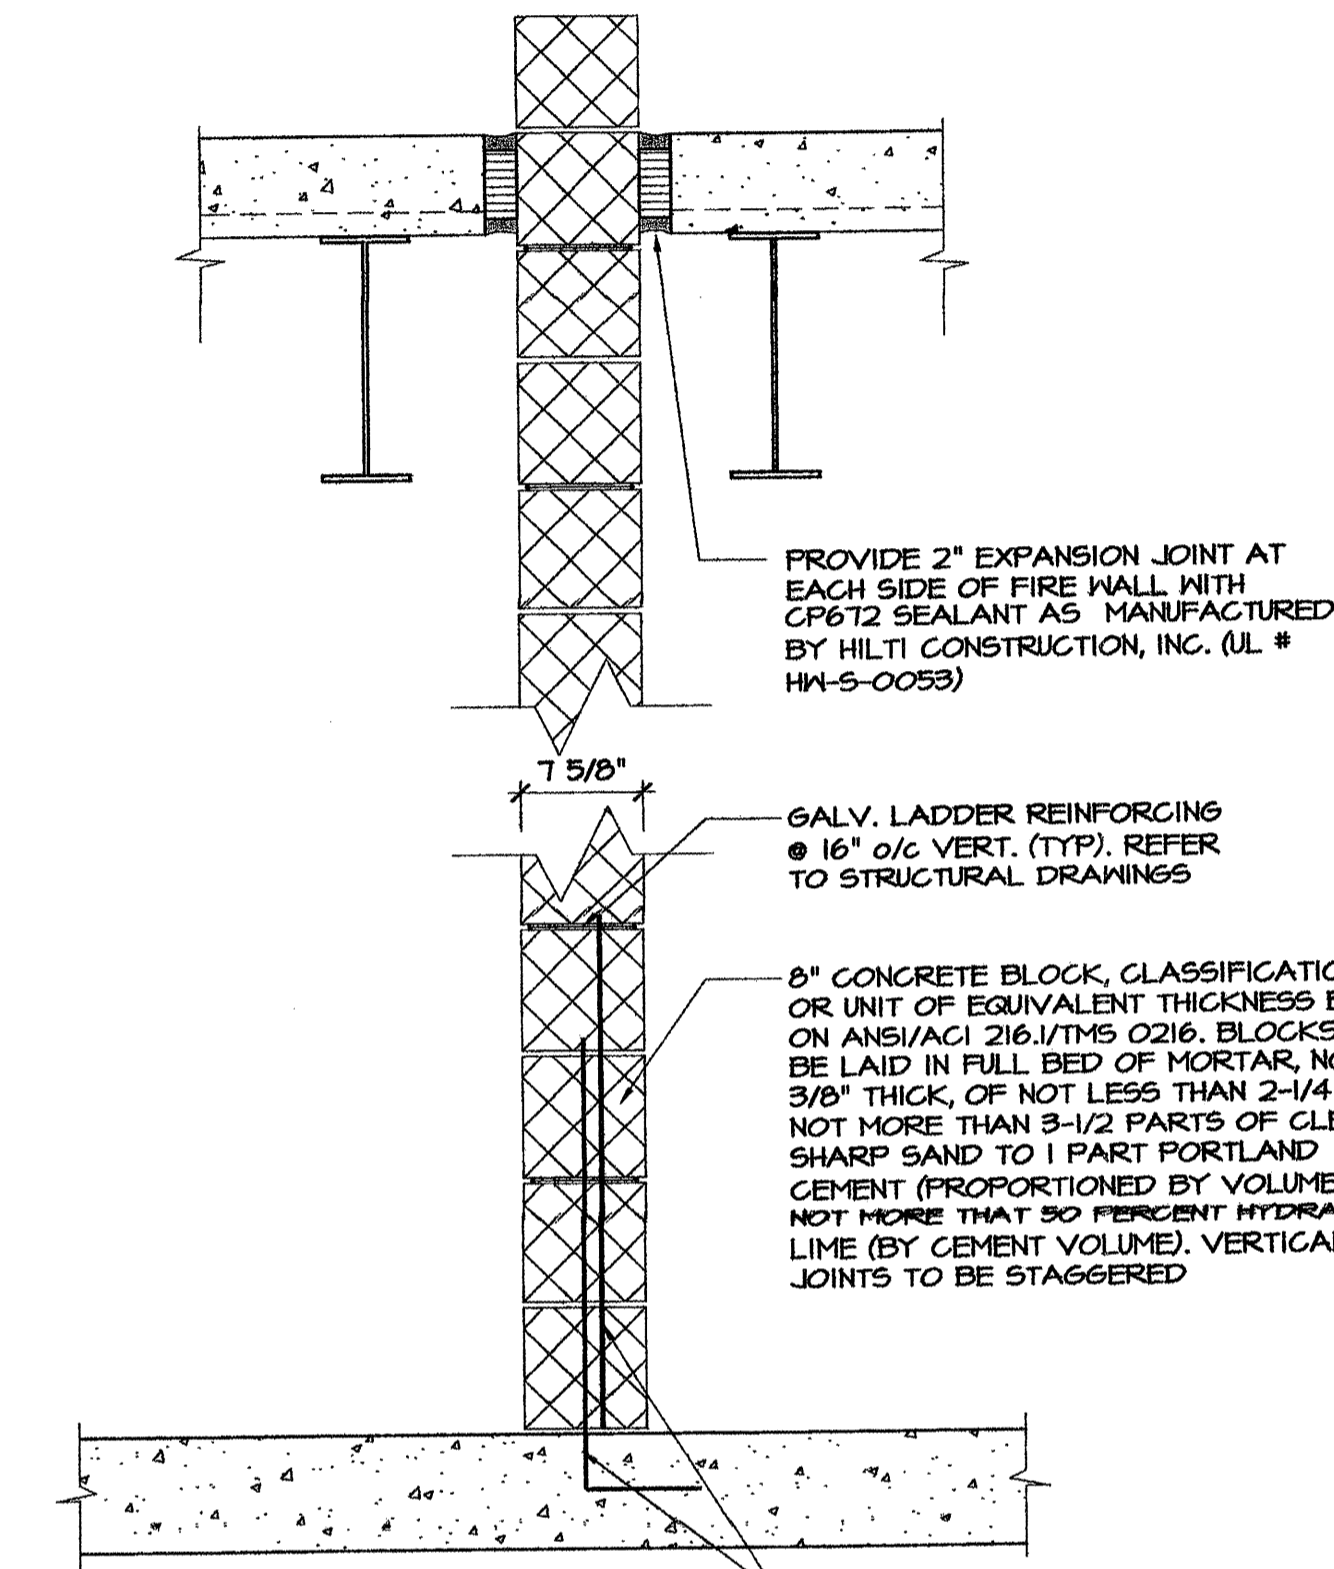 PROVIDE 2" EXPANSION JOINT AT
EACH SIDE OF FIRE WALL WITH
CP672 SEALANT AS MANUFACTURED
BY HILTI CONSTRUCTION, INC. (UL #
HW-S-0053)
7 5/8"
GALV. LADDER REINFORCING
@ 16" o/c VERT. (TYP). REFER
TO STRUCTURAL DRAWINGS
8" CONCRETE BLOCK,
OR UNIT OF EQUIVALENT THICKNESS
ON ANSI/ACI 216.1/TMS 0216. BLOCKS
BE LAID IN FULL BED OF MORTAR,
3/8" THICK, OF NOT LESS THAN 2-1/4
NOT MORE THAN 3-1/2 PARTS OF
SHARP SAND TO 1 PART PORTLAND
CEMENT (PROPORTIONED BY VOLUME
NOT MORE THAT 50 PERCENT
LIME (BY CEMENT VOLUME). VERTICAL
JOINTS TO BE STAGGERED